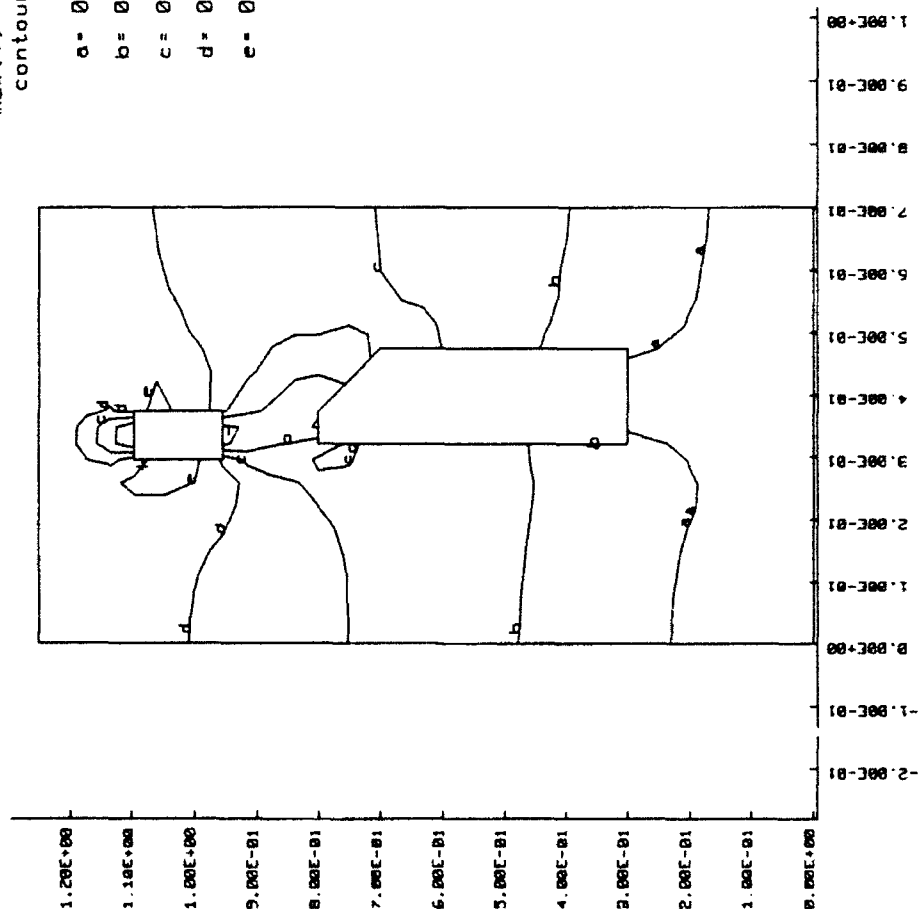 contour
a= 0
b= 0
c= 0
d= 0
e= 0
1.20E+00
1.10E+00
1.00E+00
9.00E-01
8.00E-01
7.00E-01
6.00E-01
5.00E-01
4.00E-01
3.00E-01
2.00E-01
1.00E-01
0.00E+00
1.00E+00
9.00E-01
8.00E-01
7.00E-01
6.00E-01
5.00E-01
4.00E-01
3.00E-01
2.00E-01
1.00E-01
0.00E+00
-1.00E-01
-2.00E-01
d
d
b
a
a
b
c
b
a
a